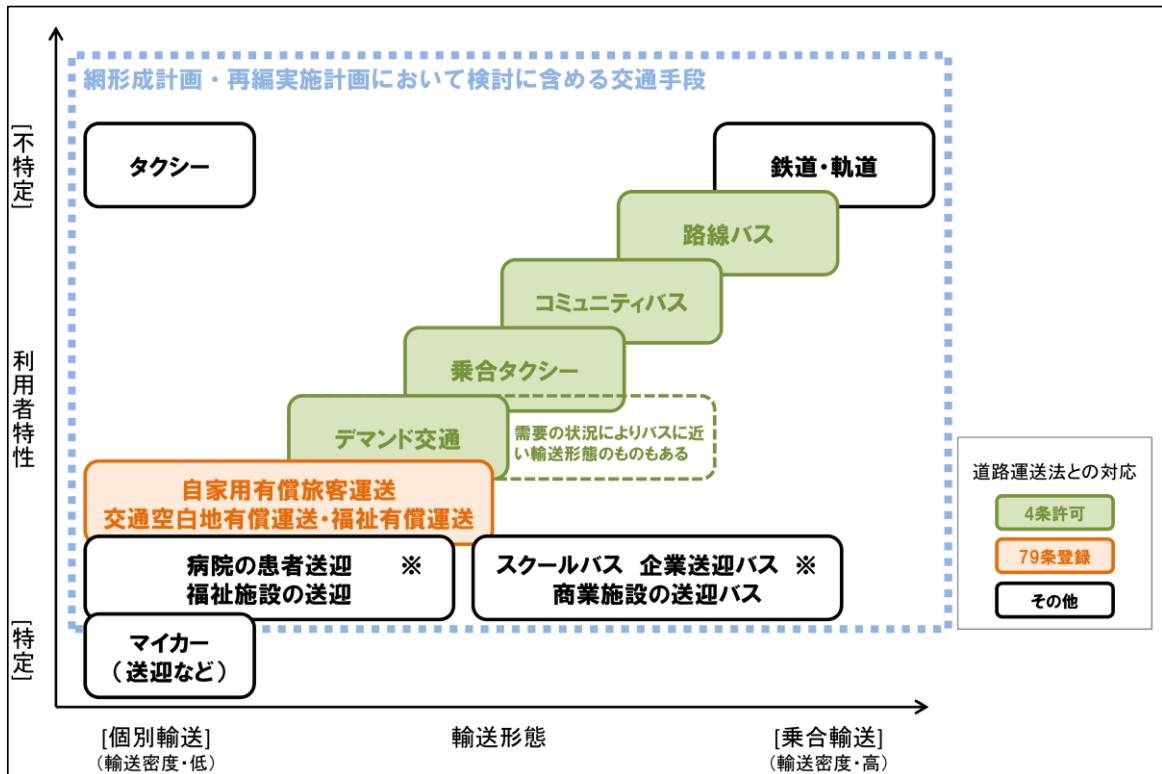 網形成計画・再編実施計画において検討に含める交通手段
[不特定]
利用者特性
[特定]
タクシー
鉄道・軌道
路線バス
コミュニティバス
乗合タクシー
デマンド交通
需要の状況によりバスに近
い輸送形態のものもある
自家用有償旅客運送
交通空白地有償運送・福祉有償運送
病院の患者送迎 ※
福祉施設の送迎
スクールバス 企業送迎バス ※
商業施設の送迎バス
マイカー
（送迎など）
道路運送法との対応
4条許可
79条登録
その他
[個別輸送]
（輸送密度・低）
輸送形態
[乗合輸送]
（輸送密度・高）